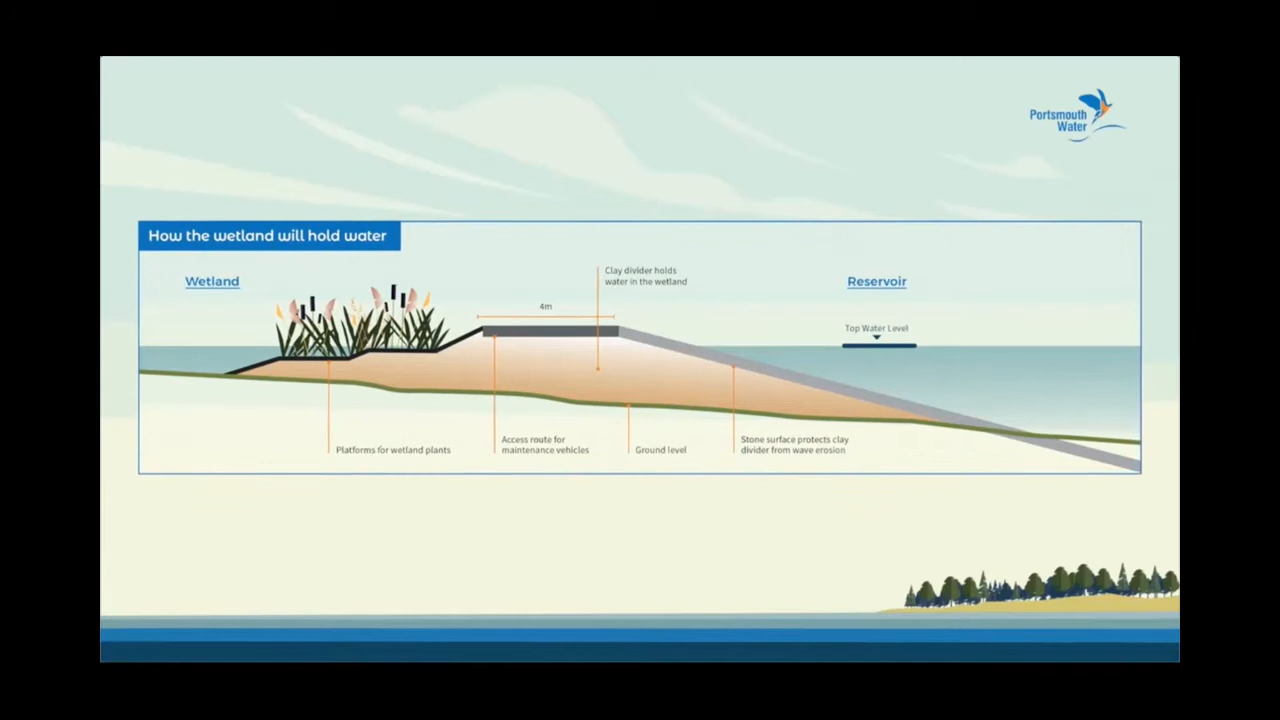 Portsmouth
Water
How the wetland will hold water
Wetland
Clay divider holds
water in the wetland
Reservoir
4m
Top Water Level
Platforms for wetland plants
Access route for
maintenance vehicles
Ground level
Stone surface protects clay
divider from wave erosion